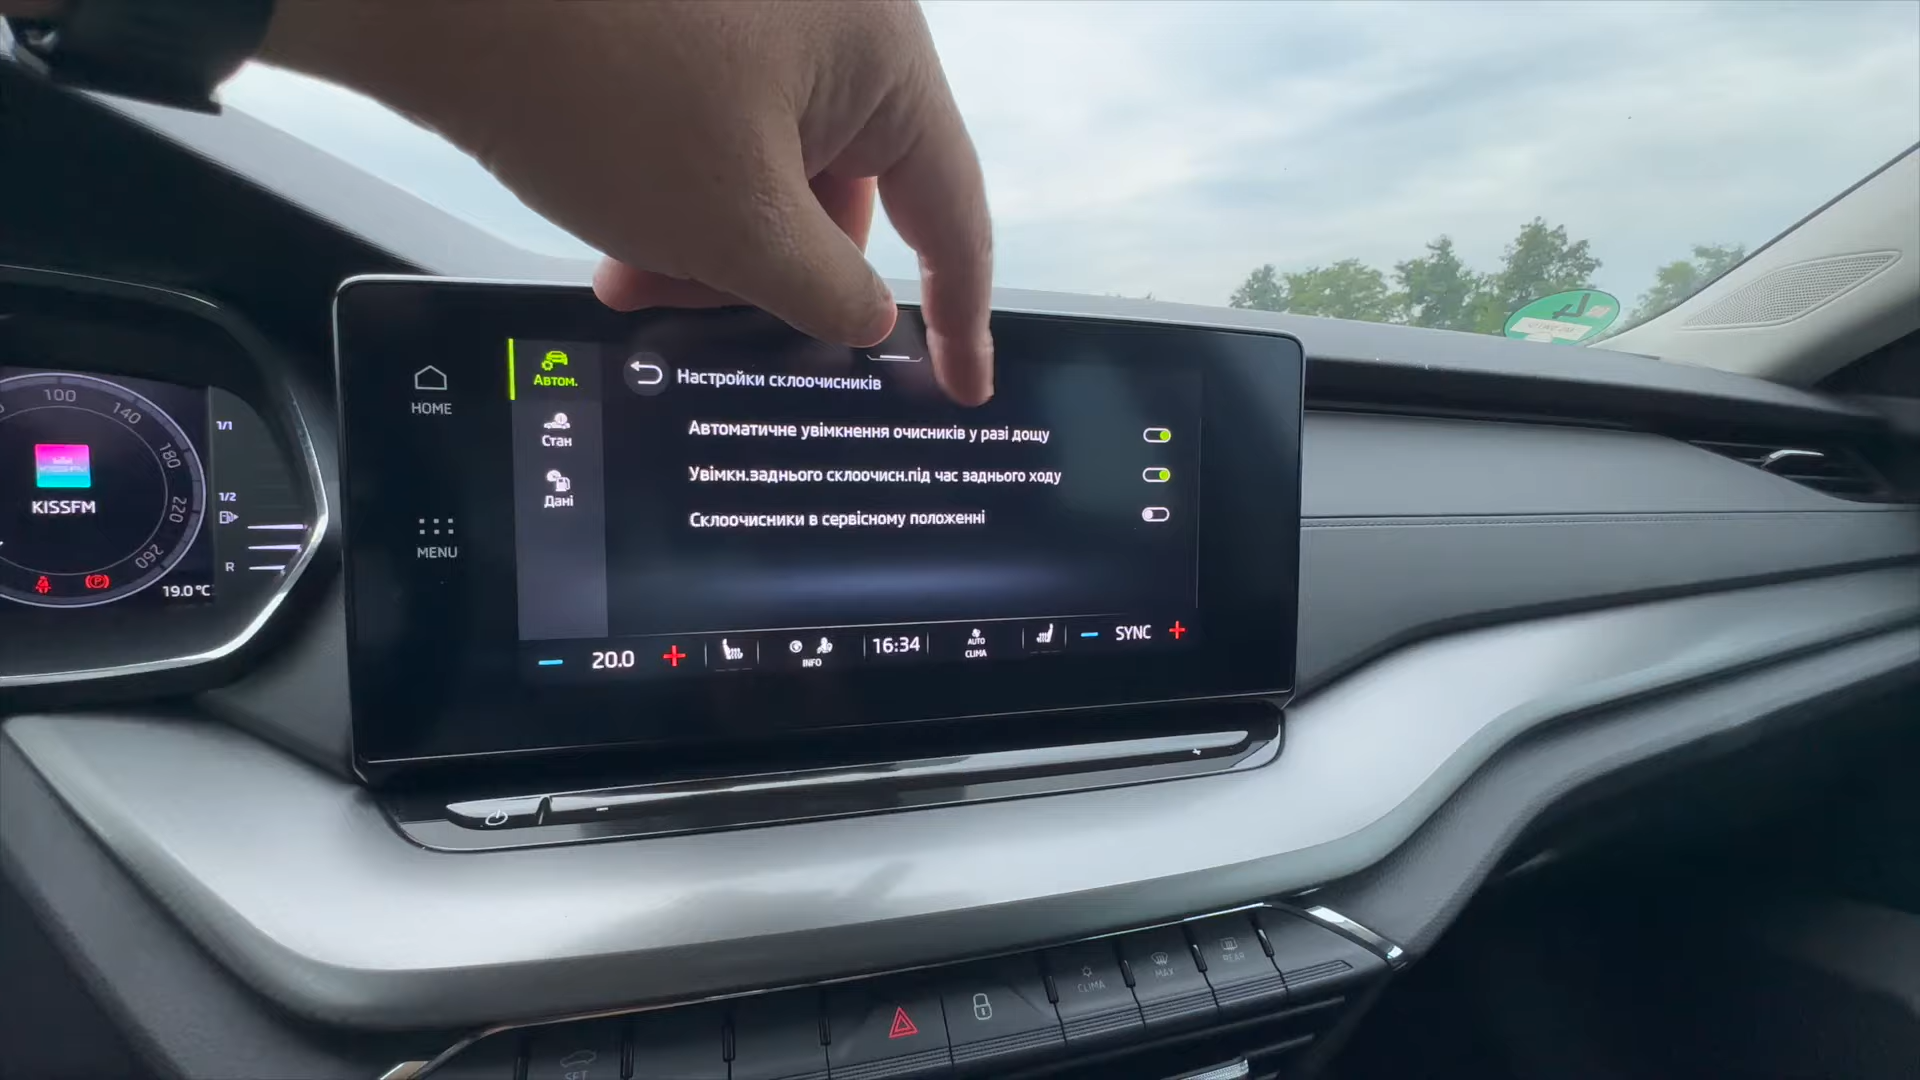 HOME
MENU
Автом.
Стан
Дані
Настройки склоочисників
Автоматичне увімкнення очисників у разі дощу
Увімкн.заднього склоочисн.під час заднього ходу
Склоочисники в сервісному положенні
20.0
INFO
16:34
AUTO
CLIMA
SYNC
100
140
180
220
260
KISSFM
1/1
1/2
R
19.0°C
SET
CLIMA
MAX
REAR